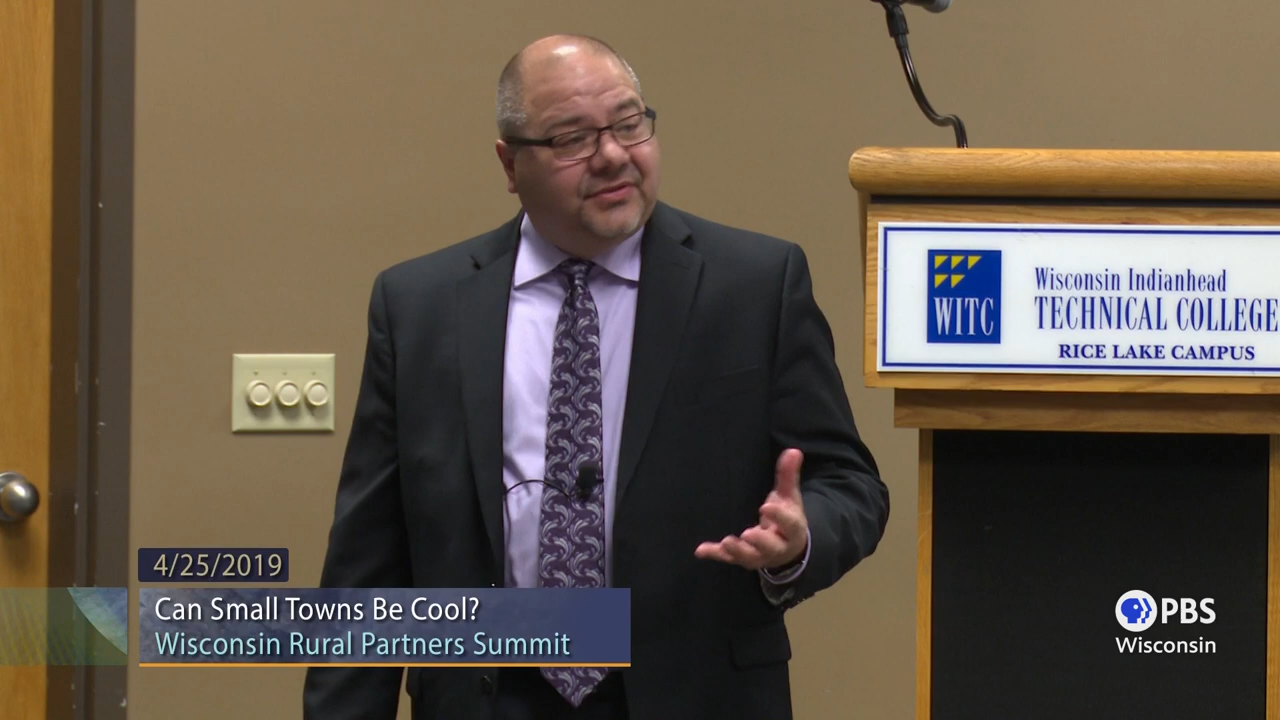 WITC
Wisconsin Indianhead
TECHNICAL COLLEGE
RICE LAKE CAMPUS
4/25/2019
Can Small Towns Be Cool?
Wisconsin Rural Partners Summit
PBS
Wisconsin